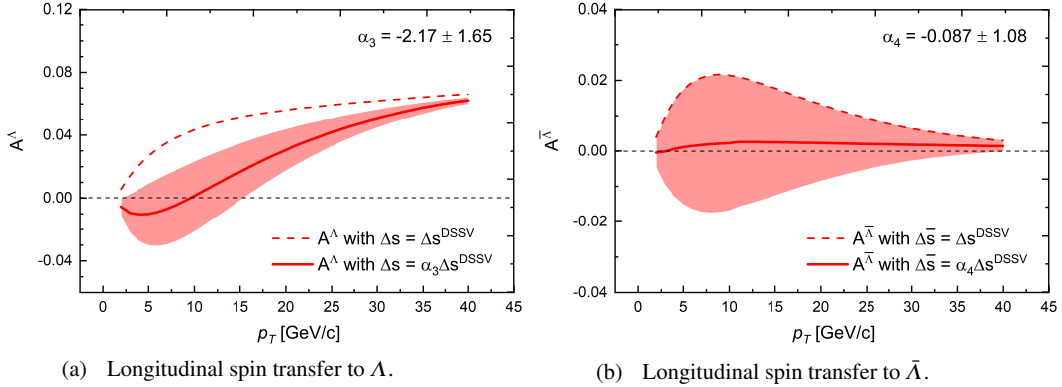 0.12
0.08
0.04
0.00
-0.04
A^Λ
α₃ = -2.17 ± 1.65
A^Λ with Δs = Δs^DSSV
A^Λ with Δs = α₃Δs^DSSV
0 5 10 15 20 25 30 35 40 45
p_T [GeV/c]
(a) Longitudinal spin transfer to Λ.
0.04
0.02
0.00
-0.02
-0.04
A^Λ̄
α₄ = -0.087 ± 1.08
A^Λ̄ with Δs̄ = Δs^DSSV
A^Λ̄ with Δs̄ = α₄Δs^DSSV
0 5 10 15 20 25 30 35 40 45
p_T [GeV/c]
(b) Longitudinal spin transfer to Λ̄.